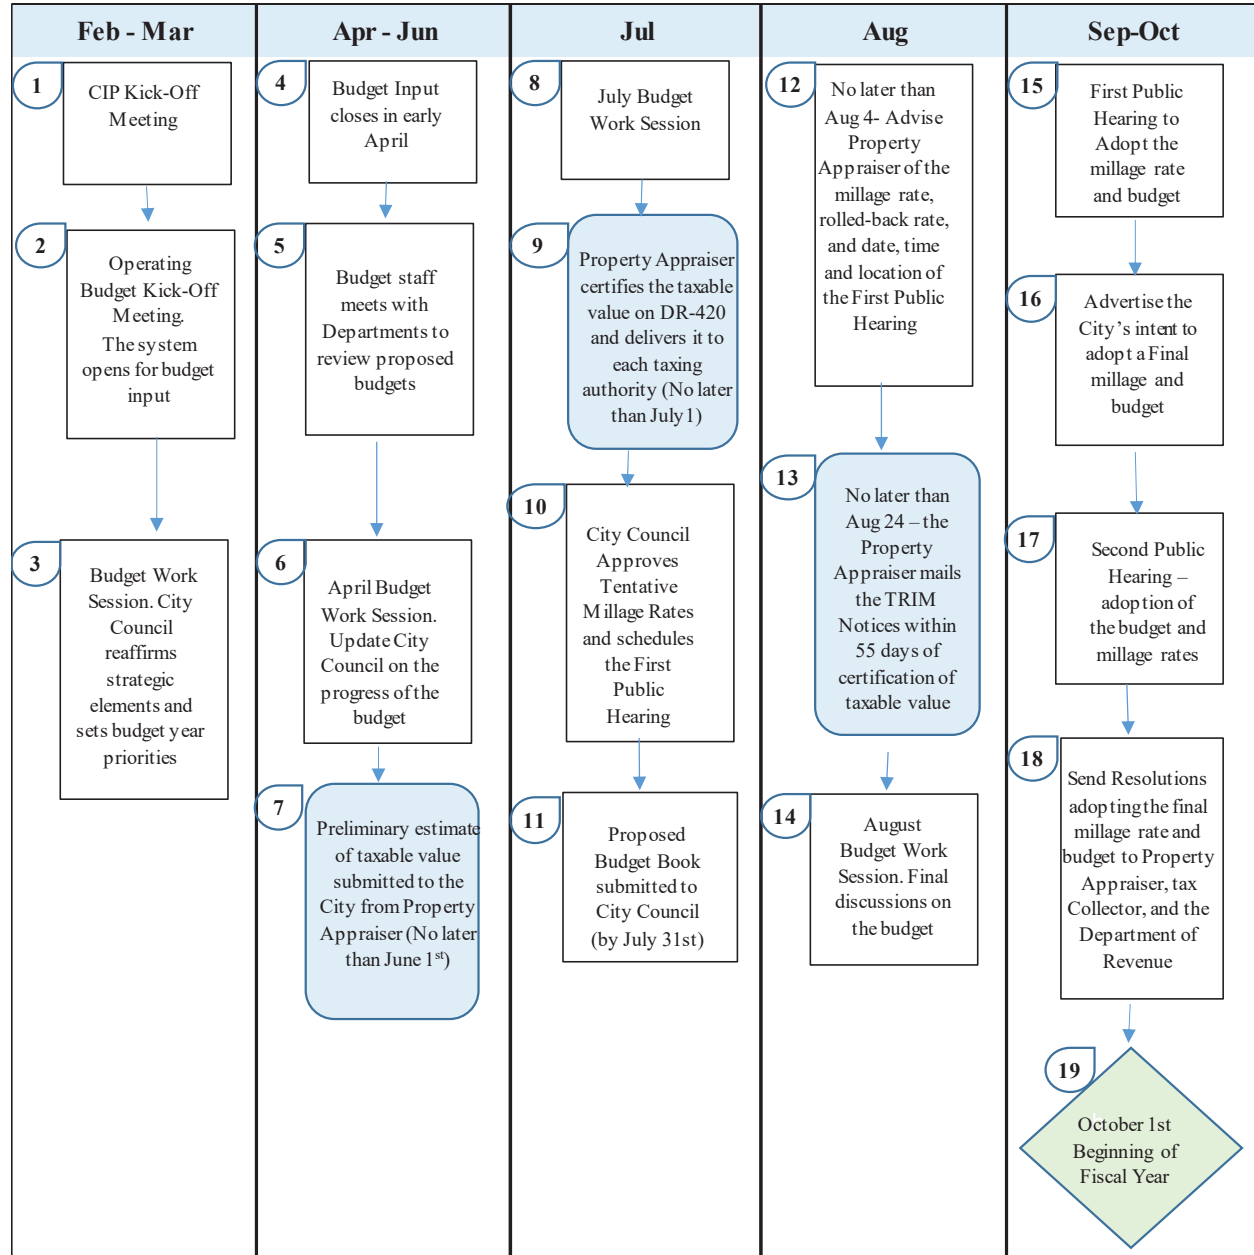 Feb - Mar
1
CIP Kick-Off
Meeting
2
Operating
Budget Kick-Off
Meeting.
The system
opens for budget
input
3
Budget Work
Session. City
Council
reaffirms
strategic
elements and
sets budget year
priorities
Apr - Jun
4
Budget Input
closes in early
April
5
Budget staff
meets with
Departments to
review proposed
budgets
6
April Budget
Work Session.
Update City
Council on the
progress of the
budget
7
Preliminary estimate
of taxable value
submitted to the
City from Property
Appraiser (No later
than June 1st)
Jul
8
July Budget
Work Session
9
Property Appraiser
certifies the taxable
value on DR-420
and delivers it to
each taxing
authority (No later
than July 1)
10
City Council
Approves
Tentative
Millage Rates
and schedules
the First
Public
Hearing
11
Proposed
Budget Book
submitted to
City Council
(by July 31st)
Aug
12
No later than
Aug 4- Advise
Property
Appraiser of the
millage rate,
rolled-back rate,
and date, time
and location of
the First Public
Hearing
13
No later than
Aug 24 – the
Property
Appraiser mails
the TRIM
Notices within
55 days of
certification of
taxable value
14
August
Budget Work
Session. Final
discussions on
the budget
Sep-Oct
15
First Public
Hearing to
Adopt the
millage rate
and budget
16
Advertise the
City’s intent to
adopt a Final
millage and
budget
17
Second Public
Hearing –
adoption of
the budget and
millage rates
18
Send Resolutions
adopting the final
millage rate and
budget to Property
Appraiser, tax
Collector, and the
Department of
Revenue
19
October 1st
Beginning of
Fiscal Year